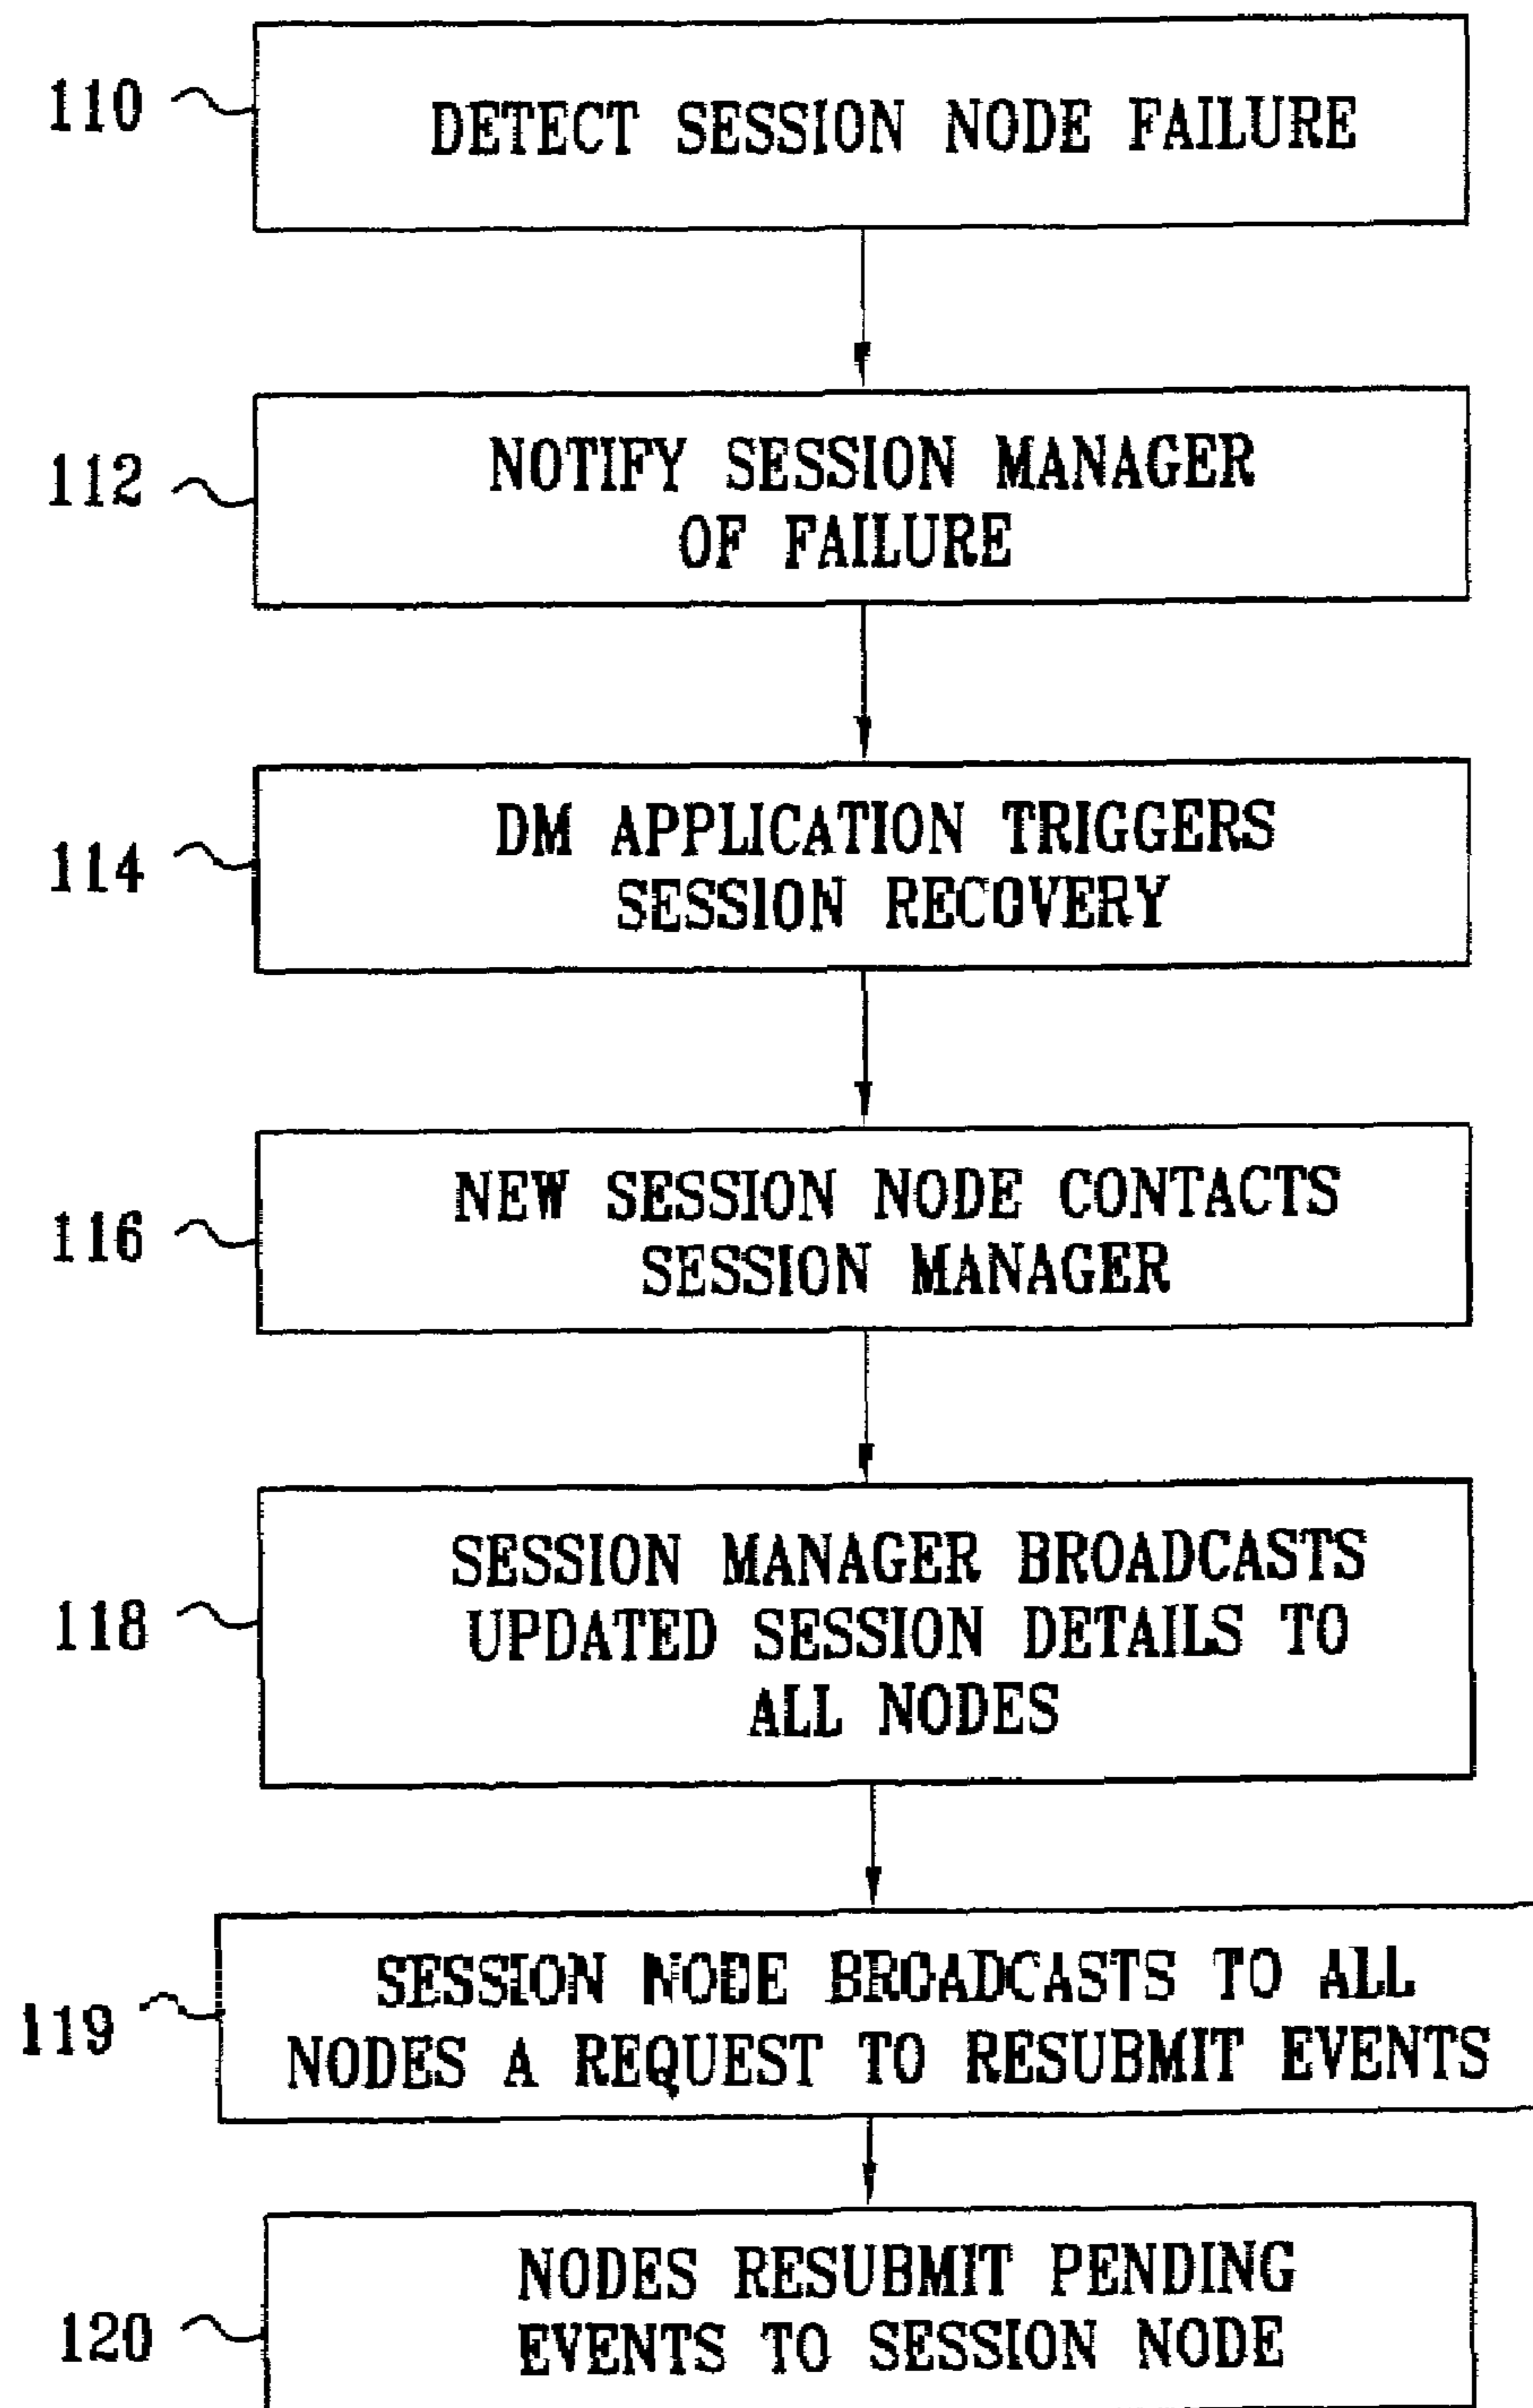 110
DETECT SESSION NODE FAILURE
112
NOTIFY SESSION MANAGER
OF FAILURE
114
DM APPLICATION TRIGGERS
SESSION RECOVERY
116
NEW SESSION NODE CONTACTS
SESSION MANAGER
118
SESSION MANAGER BROADCASTS
UPDATED SESSION DETAILS TO
ALL NODES
119
SESSION NODE BROADCASTS TO ALL
NODES A REQUEST TO RESUBMIT EVENTS
120
NODES RESUBMIT PENDING
EVENTS TO SESSION NODE